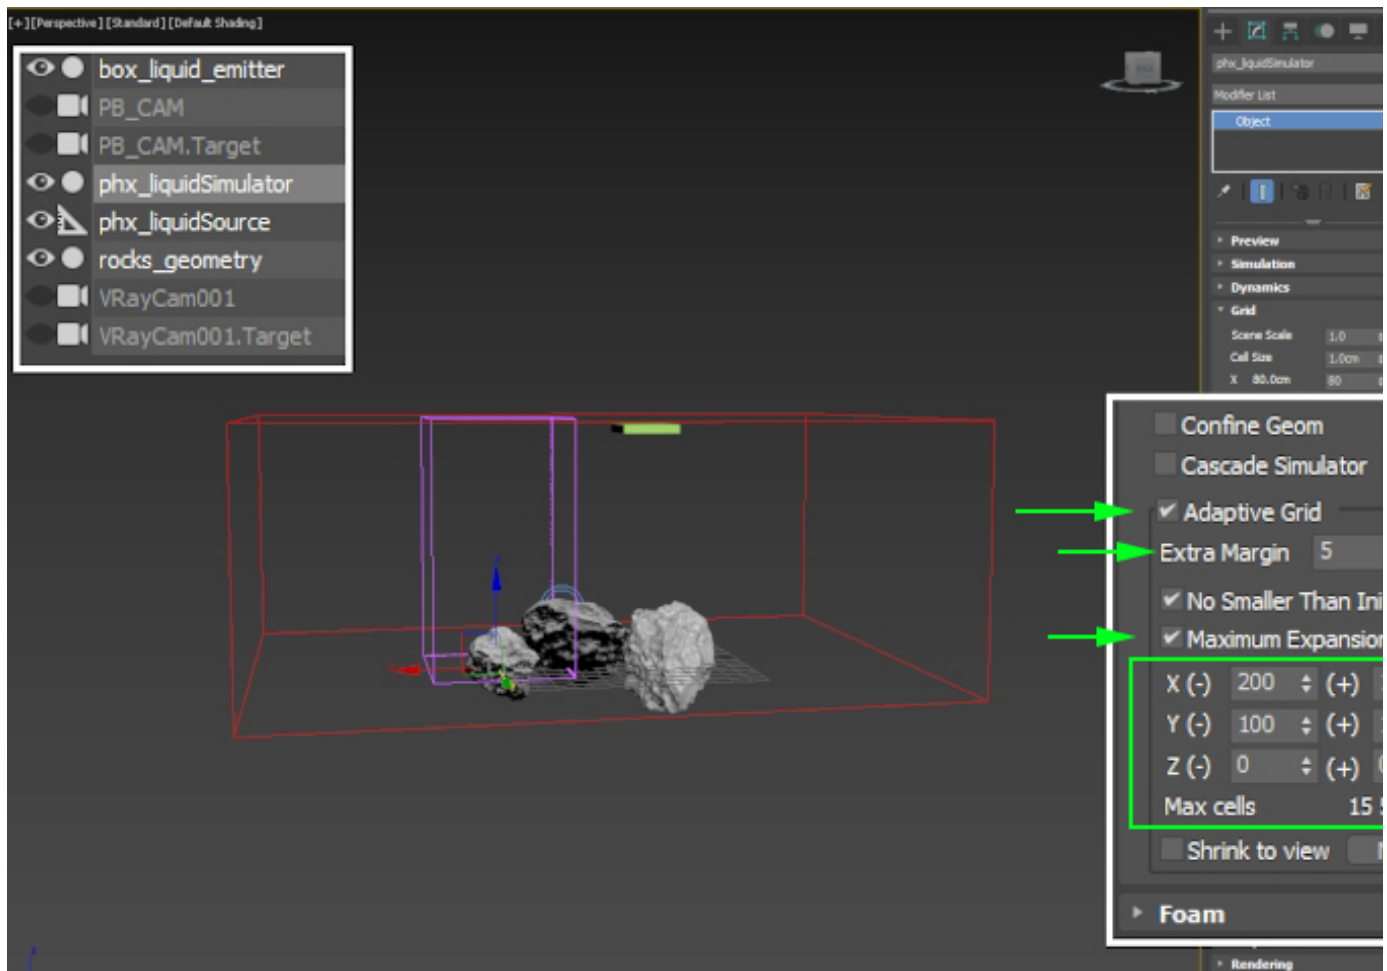 [+][Perspective][Standard][Default Shading]
box_liquid_emitter
PB_CAM
PB_CAM.Target
phx_liquidSimulator
phx_liquidSource
rocks_geometry
VRayCam001
VRayCam001.Target
phx_liquidSimulator
Modifier List
Object
Preview
Simulation
Dynamics
Grid
Scene Scale 1.0
Cell Size 1.0cm
X 80.0cm 80
Confine Geom
Cascade Simulator
Adaptive Grid
Extra Margin 5
No Smaller Than Ini
Maximum Expansion
X (-) 200 (+)
Y (-) 100 (+)
Z (-) 0 (+)
Max cells 15
Shrink to view
Foam
Rendering